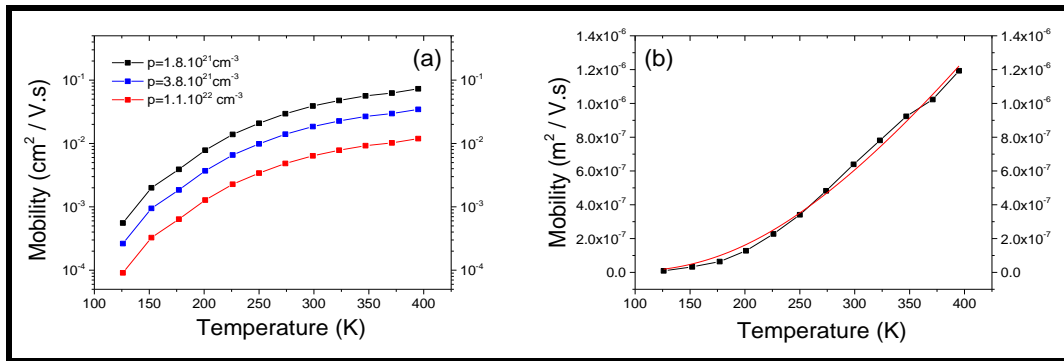 (a)
p=1.8.10²¹cm⁻³
p=3.8.10²¹cm⁻³
p=1.1.10²² cm⁻³
10⁻¹
10⁻²
10⁻³
10⁻⁴
10⁻¹
10⁻²
10⁻³
10⁻⁴
100 150 200 250 300 350 400
Mobility (cm² / V.s)
Temperature (K)
(b)
1.4x10⁻⁶
1.2x10⁻⁶
1.0x10⁻⁶
8.0x10⁻⁷
6.0x10⁻⁷
4.0x10⁻⁷
2.0x10⁻⁷
0.0
1.4x10⁻⁶
1.2x10⁻⁶
1.0x10⁻⁶
8.0x10⁻⁷
6.0x10⁻⁷
4.0x10⁻⁷
2.0x10⁻⁷
0.0
100 150 200 250 300 350 400
Mobility (m² / V.s)
Temperature (K)